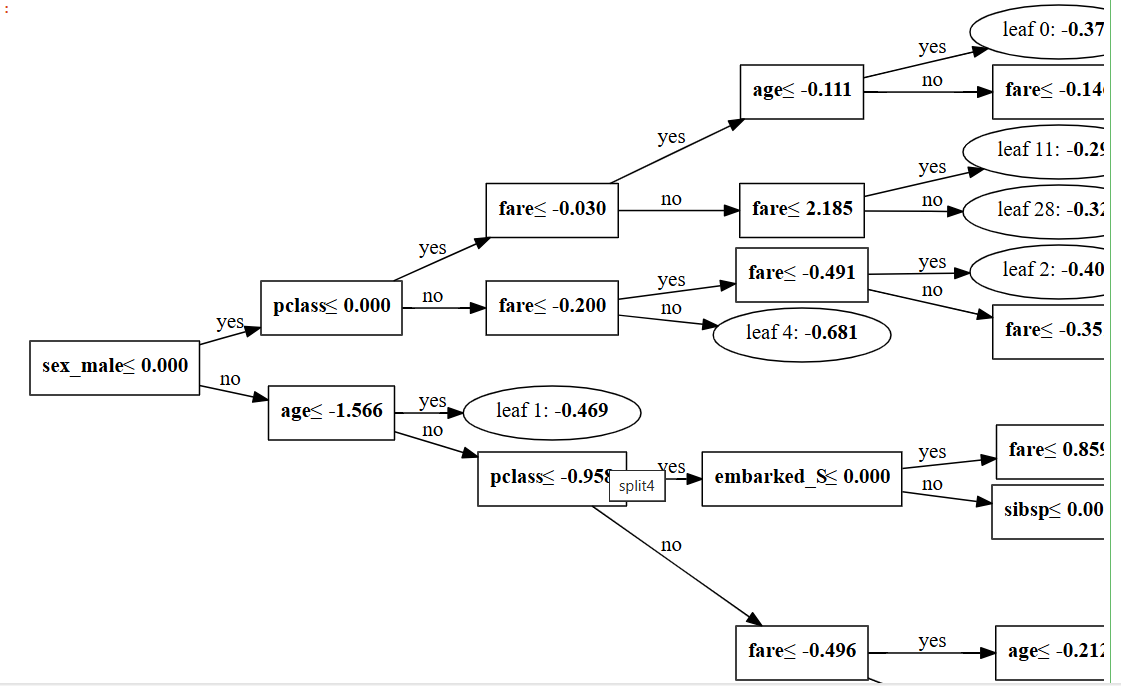 :
leaf 0: -0.37
yes
age≤ -0.111
no
fare≤ -0.14
yes
leaf 11: -0.29
yes
fare≤ -0.030
no
fare≤ 2.185
no
leaf 28: -0.32
yes
fare≤ -0.491
yes
leaf 2: -0.40
yes
no
pclass≤ 0.000
no
fare≤ -0.200
no
leaf 4: -0.681
fare≤ -0.35
yes
sex_male≤ 0.000
no
age≤ -1.566
yes
leaf 1: -0.469
no
pclass≤ -0.958
split4
yes
embarked_S≤ 0.000
yes
fare≤ 0.859
no
sibsp≤ 0.00
no
fare≤ -0.496
yes
age≤ -0.212